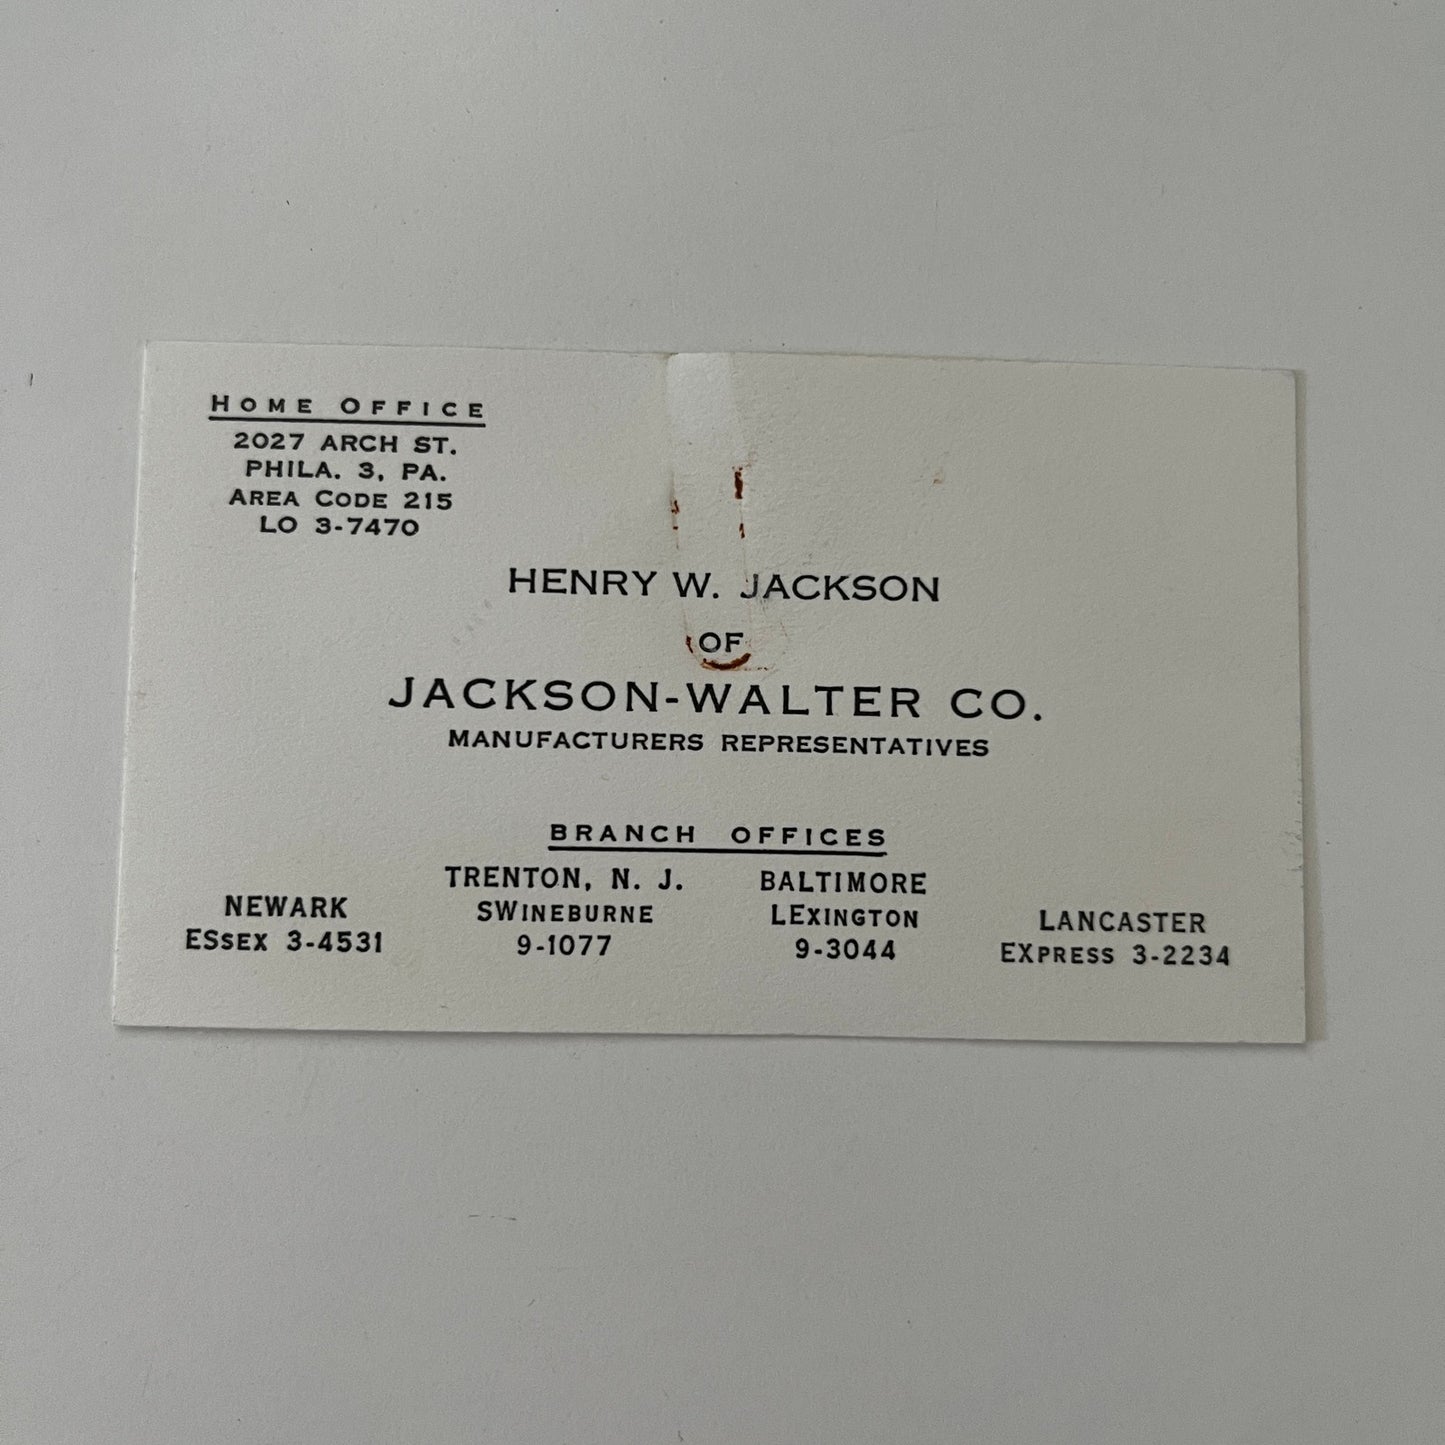 HOME OFFICE
2027 ARCH ST.
PHILA. 3, PA.
AREA CODE 215
LO 3-7470
HENRY W. JACKSON
OF
JACKSON-WALTER CO.
MANUFACTURERS REPRESENTATIVES
BRANCH OFFICES
NEWARK
ESSEX 3-4531
TRENTON, N. J.
SWINEBURNE
9-1077
BALTIMORE
LEXINGTON
9-3044
LANCASTER
EXPRESS 3-2234